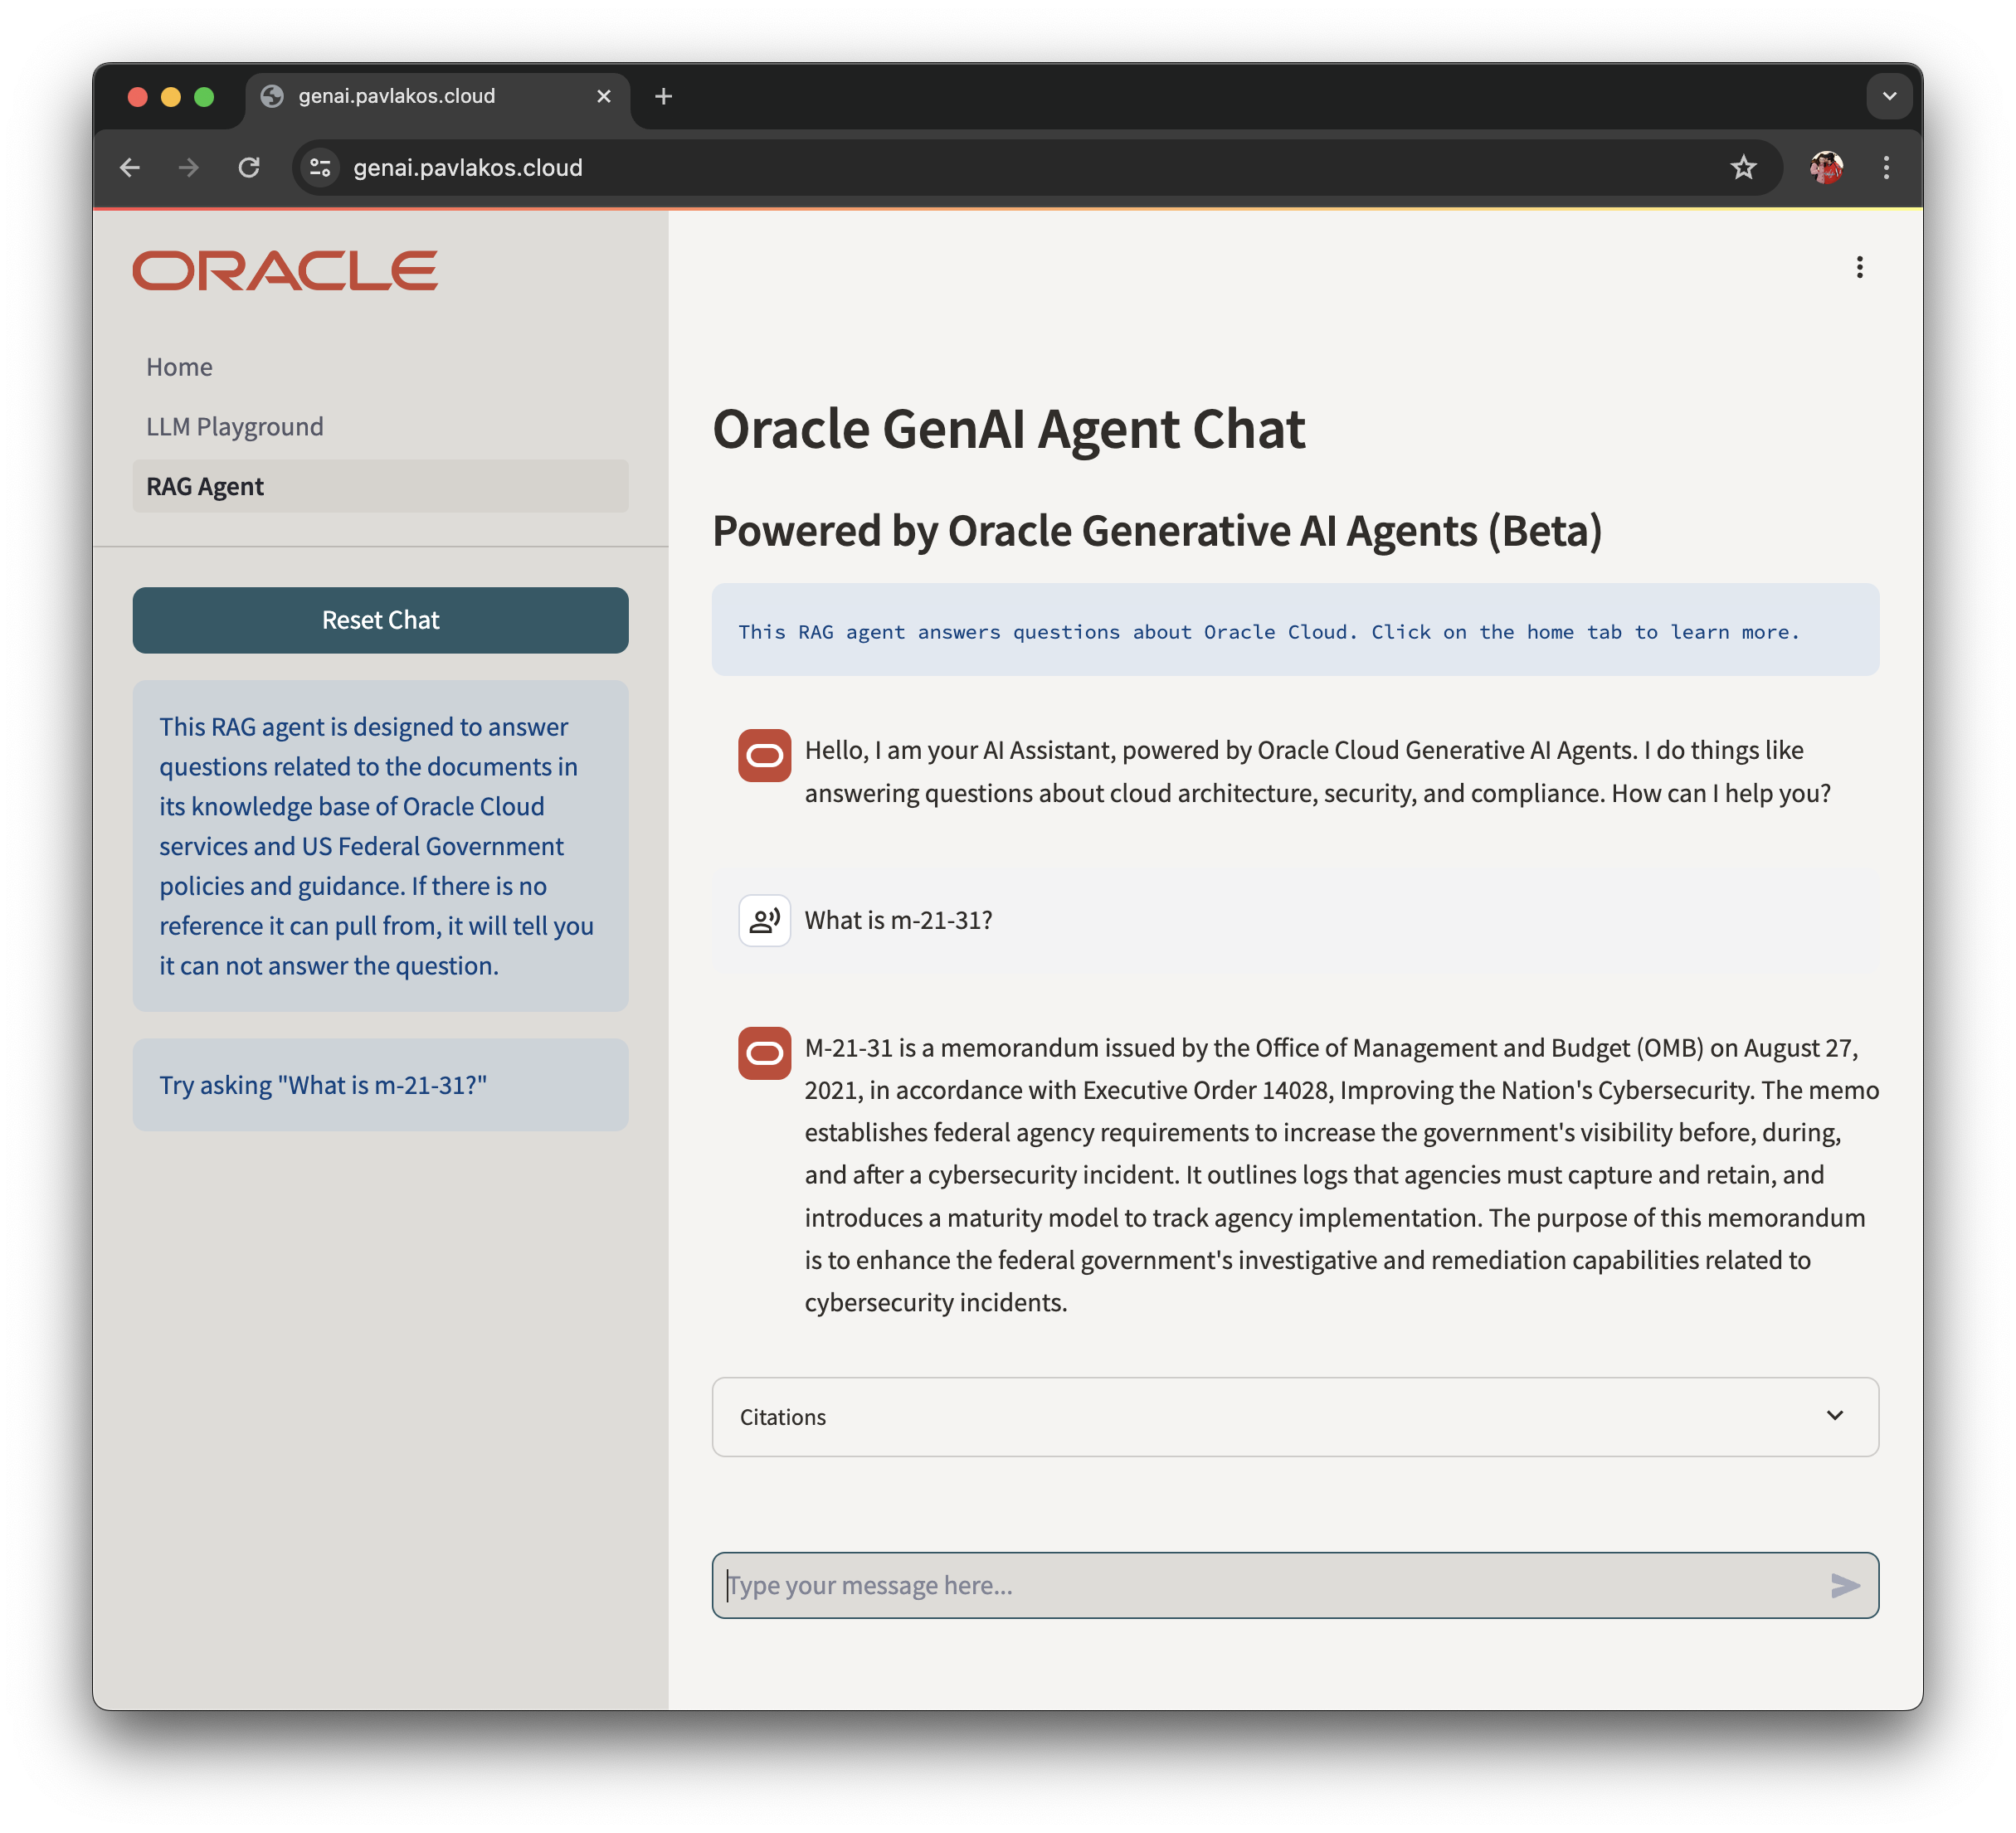 genai.pavlakos.cloud
genai.pavlakos.cloud
ORACLE
Home
LLM Playground
RAG Agent
Reset Chat
This RAG agent is designed to answer
questions related to the documents in
its knowledge base of Oracle Cloud
services and US Federal Government
policies and guidance. If there is no
reference it can pull from, it will tell you
it can not answer the question.
Try asking "What is m-21-31?"
Oracle GenAI Agent Chat
Powered by Oracle Generative AI Agents (Beta)
This RAG agent answers questions about Oracle Cloud. Click on the home tab to learn more.
Hello, I am your AI Assistant, powered by Oracle Cloud Generative AI Agents. I do things like
answering questions about cloud architecture, security, and compliance. How can I help you?
What is m-21-31?
M-21-31 is a memorandum issued by the Office of Management and Budget (OMB) on August 27,
2021, in accordance with Executive Order 14028, Improving the Nation's Cybersecurity. The memo
establishes federal agency requirements to increase the government's visibility before, during,
and after a cybersecurity incident. It outlines logs that agencies must capture and retain, and
introduces a maturity model to track agency implementation. The purpose of this memorandum
is to enhance the federal government's investigative and remediation capabilities related to
cybersecurity incidents.
Citations
Type your message here...